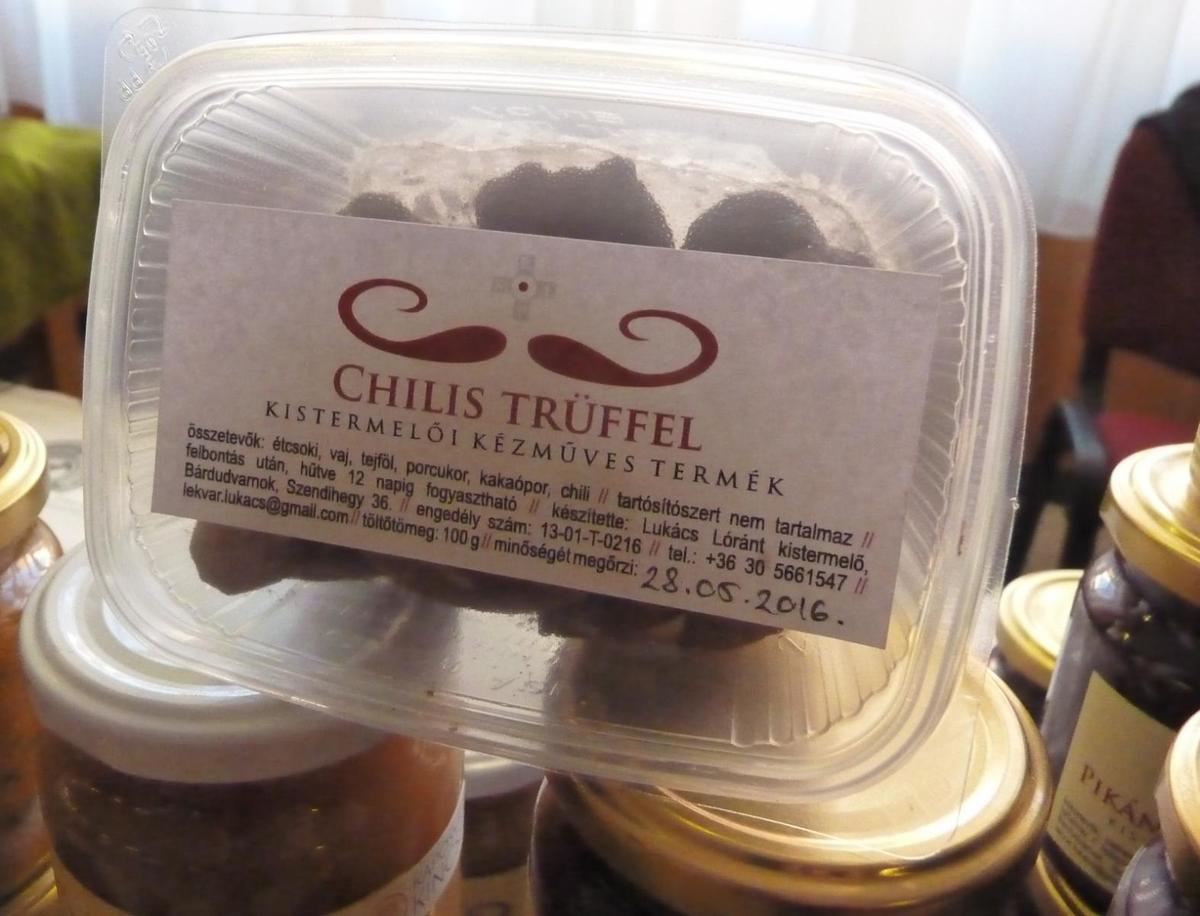 CHILIS TRÜFFEL
KISTERMELŐI KÉZMŰVES TERMÉK
összetevők: étcsoki, vaj, tejföl, porcukor, kakaópor, chili // tartósítószert nem tartalmaz //
felbontás után, hűtve 12 napig fogyasztható // készítette: Lukács Lóránt kistermelő,
Bárdudvarnok, Szendihegy 36. // engedély szám: 13-01-T-0216 // tel.: +36 30 5661547 //
lekvar.lukacs@gmail.com // töltőtömeg: 100 g // minőségét megőrzi: 28.05.2016.
PP
PIKÁN